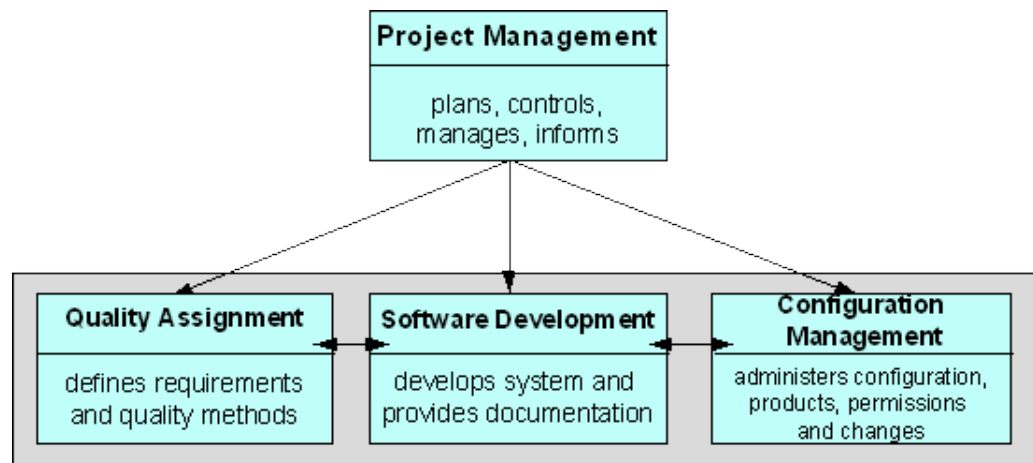 Project Management
plans, controls,
manages, informs
Quality Assignment
defines requirements
and quality methods
Software Development
develops system and
provides documentation
Configuration
Management
administers configuration,
products, permissions
and changes